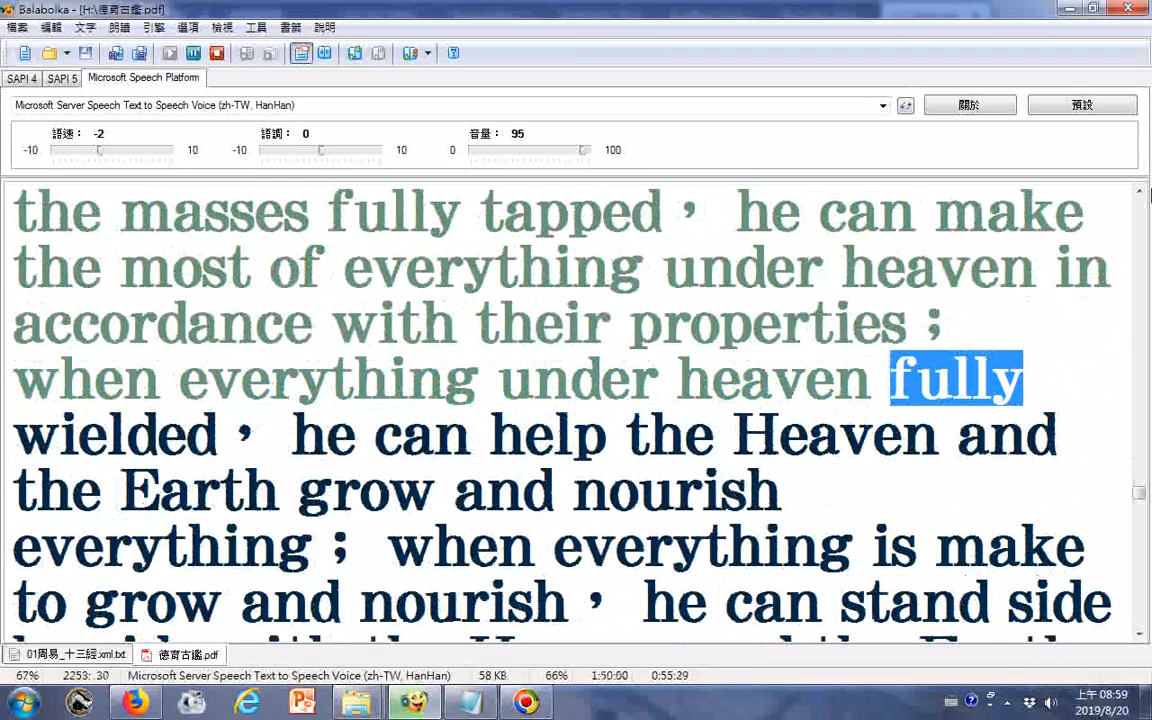 Balabolka - [H:\德育古鑑.pdf]
檔案 編輯 文字 朗讀 引擎 選項 檢視 工具 書籤 說明
SAPI 4 SAPI 5 Microsoft Speech Platform
Microsoft Server Speech Text to Speech Voice (zh-TW, HanHan) 關於 預設
語速： -2 語調： 0 音量： 95
-10 10 -10 10 0 100
the masses fully tapped， he can make
the most of everything under heaven in
accordance with their properties；
when everything under heaven fully
wielded， he can help the Heaven and
the Earth grow and nourish
everything； when everything is make
to grow and nourish， he can stand side
01周易_十三經.xml.txt 德育古鑑.pdf
67% 2253: 30 Microsoft Server Speech Text to Speech Voice (zh-TW, HanHan) 58 KB 66% 1:50:00 0:55:29
上午 08:59
2019/8/20